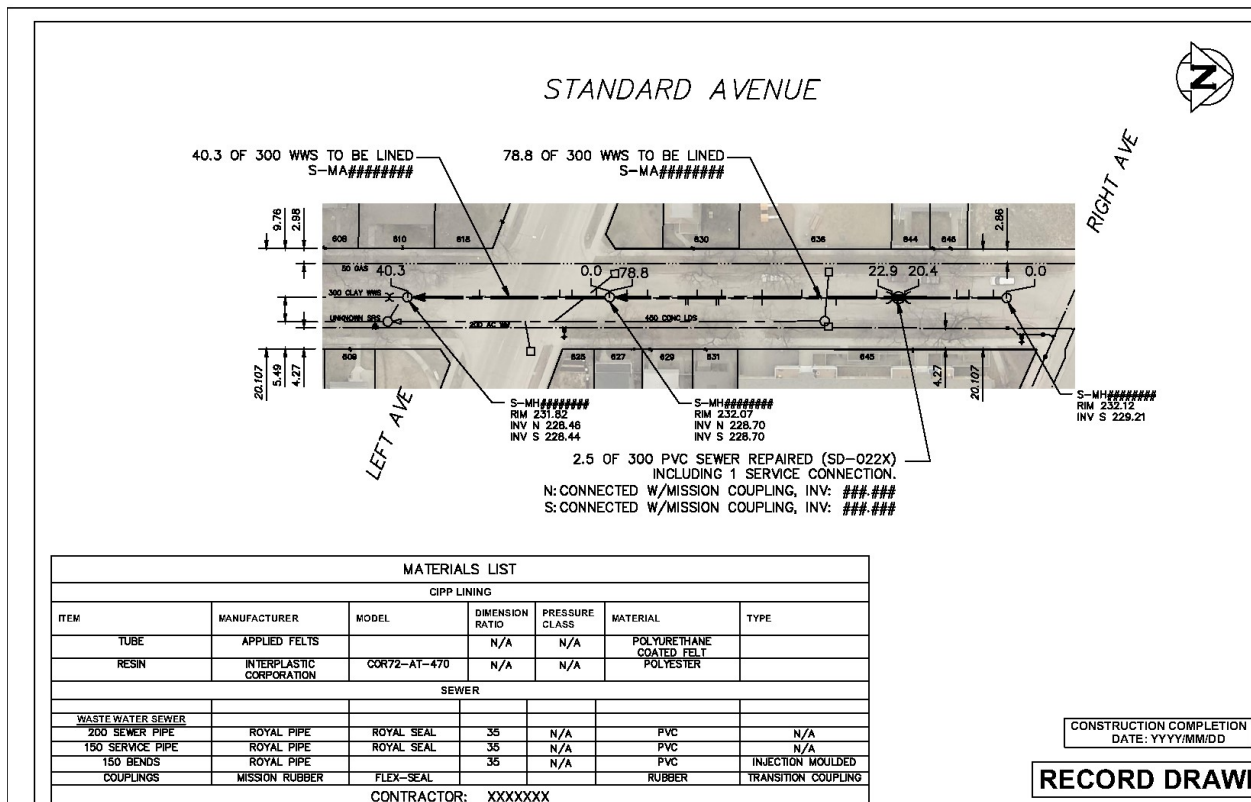 N
STANDARD AVENUE
RIGHT AVE
40.3 OF 300 WWS TO BE LINED
S-MA########
78.8 OF 300 WWS TO BE LINED
S-MA########
9.76
2.98
2.86
608
610
618
630
636
644
646
50 GAS
40.3
0.0
78.8
22.9
20.4
0.0
300 CLAY WWS
UNKNOWN SRS
200 AC WM
450 CONC LDS
609
625
627
629
631
645
20.107
5.49
4.27
4.27
20.107
LEFT AVE
S-MH########
RIM 231.82
INV N 228.46
INV S 228.44
S-MH########
RIM 232.07
INV N 228.70
INV S 228.70
S-MH########
RIM 232.12
INV S 229.21
2.5 OF 300 PVC SEWER REPAIRED (SD-022X)
INCLUDING 1 SERVICE CONNECTION.
N: CONNECTED W/MISSION COUPLING, INV: ###.###
S: CONNECTED W/MISSION COUPLING, INV: ###.###
MATERIALS LIST
CIPP LINING
ITEM MANUFACTURER MODEL DIMENSION RATIO PRESSURE CLASS MATERIAL TYPE
TUBE APPLIED FELTS N/A N/A POLYURETHANE COATED FELT
RESIN INTERPLASTIC CORPORATION COR72-AT-470 N/A N/A POLYESTER
SEWER
WASTE WATER SEWER
200 SEWER PIPE ROYAL PIPE ROYAL SEAL 35 N/A PVC N/A
150 SERVICE PIPE ROYAL PIPE ROYAL SEAL 35 N/A PVC N/A
150 BENDS ROYAL PIPE 35 N/A PVC INJECTION MOULDED
COUPLINGS MISSION RUBBER FLEX-SEAL RUBBER TRANSITION COUPLING
CONTRACTOR: XXXXXXX
CONSTRUCTION COMPLETION
DATE: YYYY/MM/DD
RECORD DRAWI